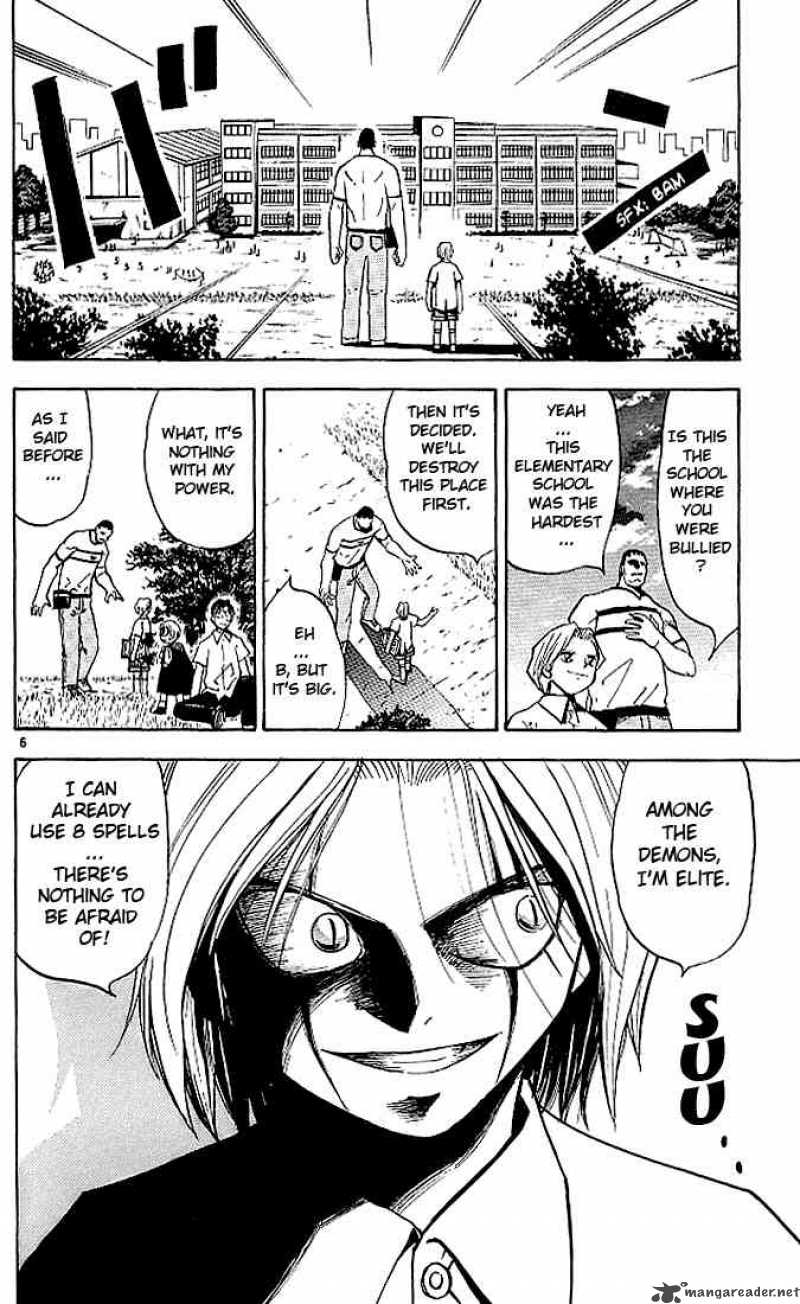 バ
SFX: BAM
IS THIS
THE
SCHOOL
WHERE
YOU
WERE
BULLIED
?
YEAH
...
THIS
ELEMENTARY
SCHOOL
WAS THE
HARDEST
...
THEN IT'S
DECIDED.
WE'LL
DESTROY
THIS PLACE
FIRST.
EH
...
B, BUT
IT'S BIG.
WHAT, IT'S
NOTHING
WITH MY
POWER.
AS I
SAID
BEFORE
...
6
AMONG
THE
DEMONS,
I'M ELITE.
I CAN
ALREADY
USE 8 SPELLS
...
THERE'S
NOTHING TO
BE AFRAID
OF!
SUU..
mangareader.net